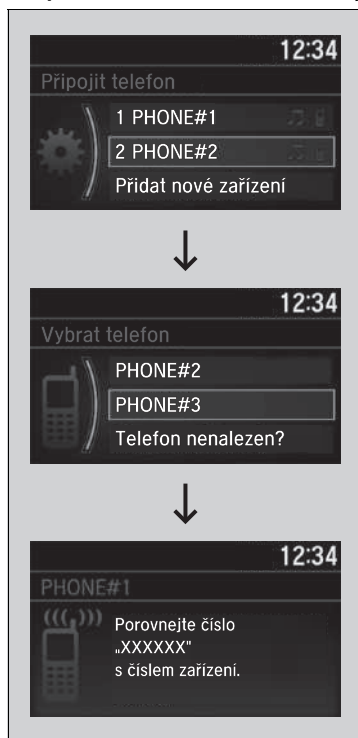 12:34
Připojit telefon
1 PHONE#1
2 PHONE#2
Přidat nové zařízení
12:34
Vybrat telefon
PHONE#2
PHONE#3
Telefon nenalezen?
12:34
PHONE#1
Porovnejte číslo
„XXXXXX"
s číslem zařízení.